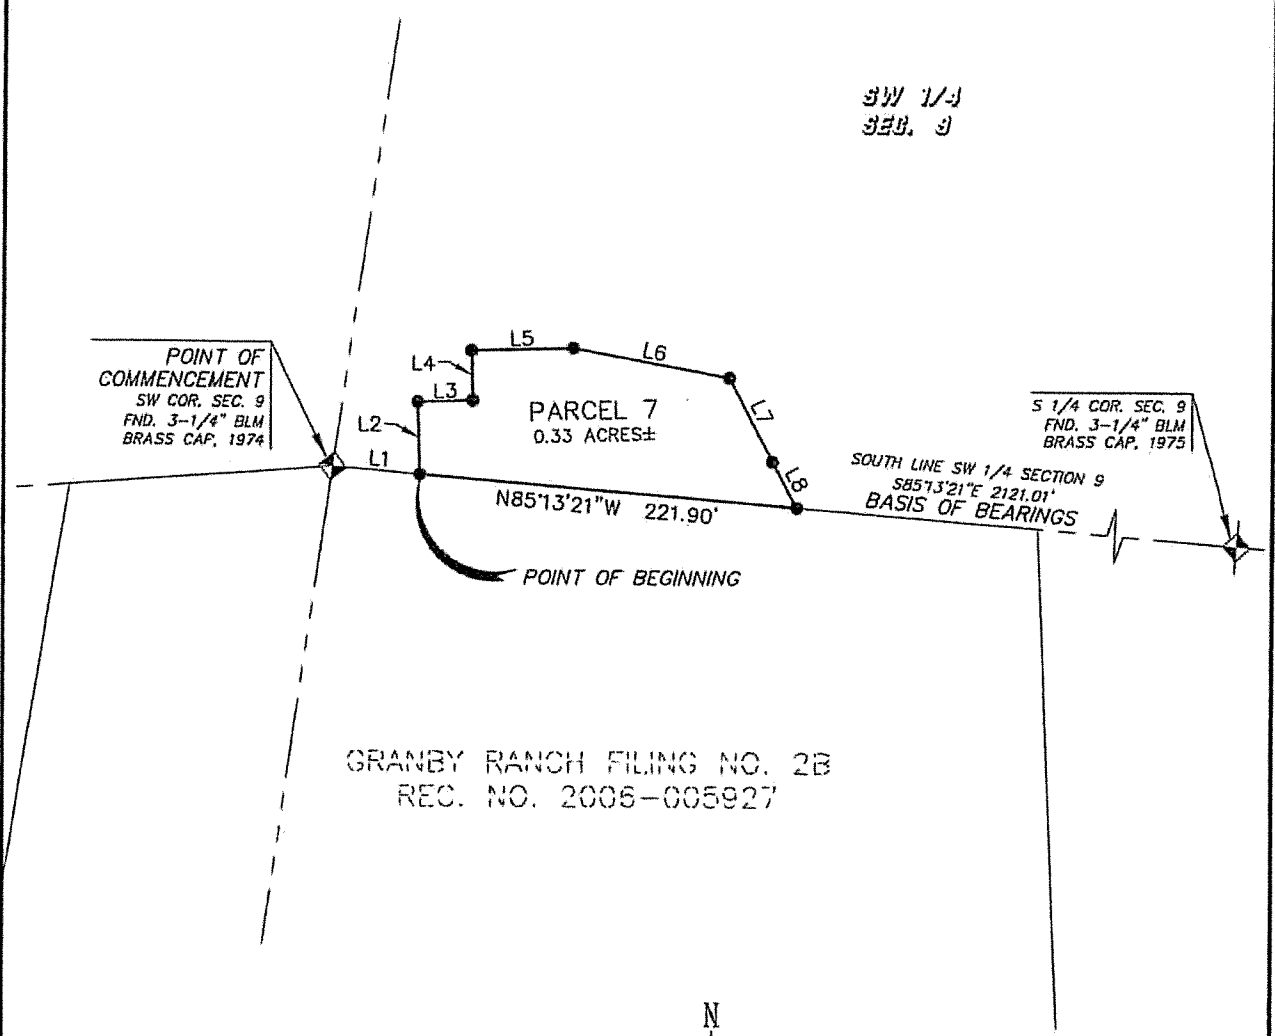 SW 1/4
SEC. 9
L5
L6
L4
L3
L7
L2
L1
L8
PARCEL 7
0.33 ACRES±
POINT OF
COMMENCEMENT
SW COR. SEC. 9
FND. 3-1/4" BLM
BRASS CAP, 1974
S 1/4 COR. SEC. 9
FND. 3-1/4" BLM
BRASS CAP, 1975
SOUTH LINE SW 1/4 SECTION 9
S85°13'21"E 2121.01'
BASIS OF BEARINGS
N85°13'21"W 221.90'
POINT OF BEGINNING
GRANBY RANCH FILING NO. 2B
REC. NO. 2006-005927
N